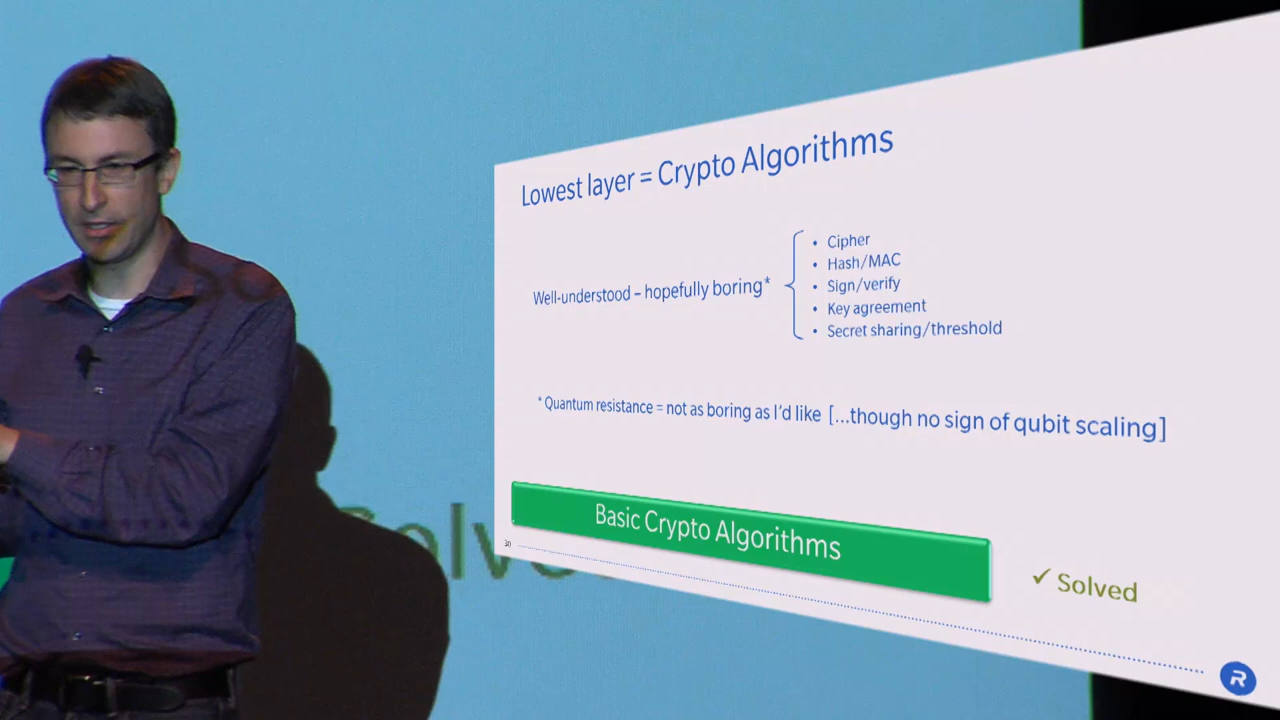 Lowest layer = Crypto Algorithms
Well-understood – hopefully boring*
• Cipher
• Hash/MAC
• Sign/verify
• Key agreement
• Secret sharing/threshold
* Quantum resistance = not as boring as I'd like [...though no sign of qubit scaling]
Basic Crypto Algorithms
✓ Solved
30
R